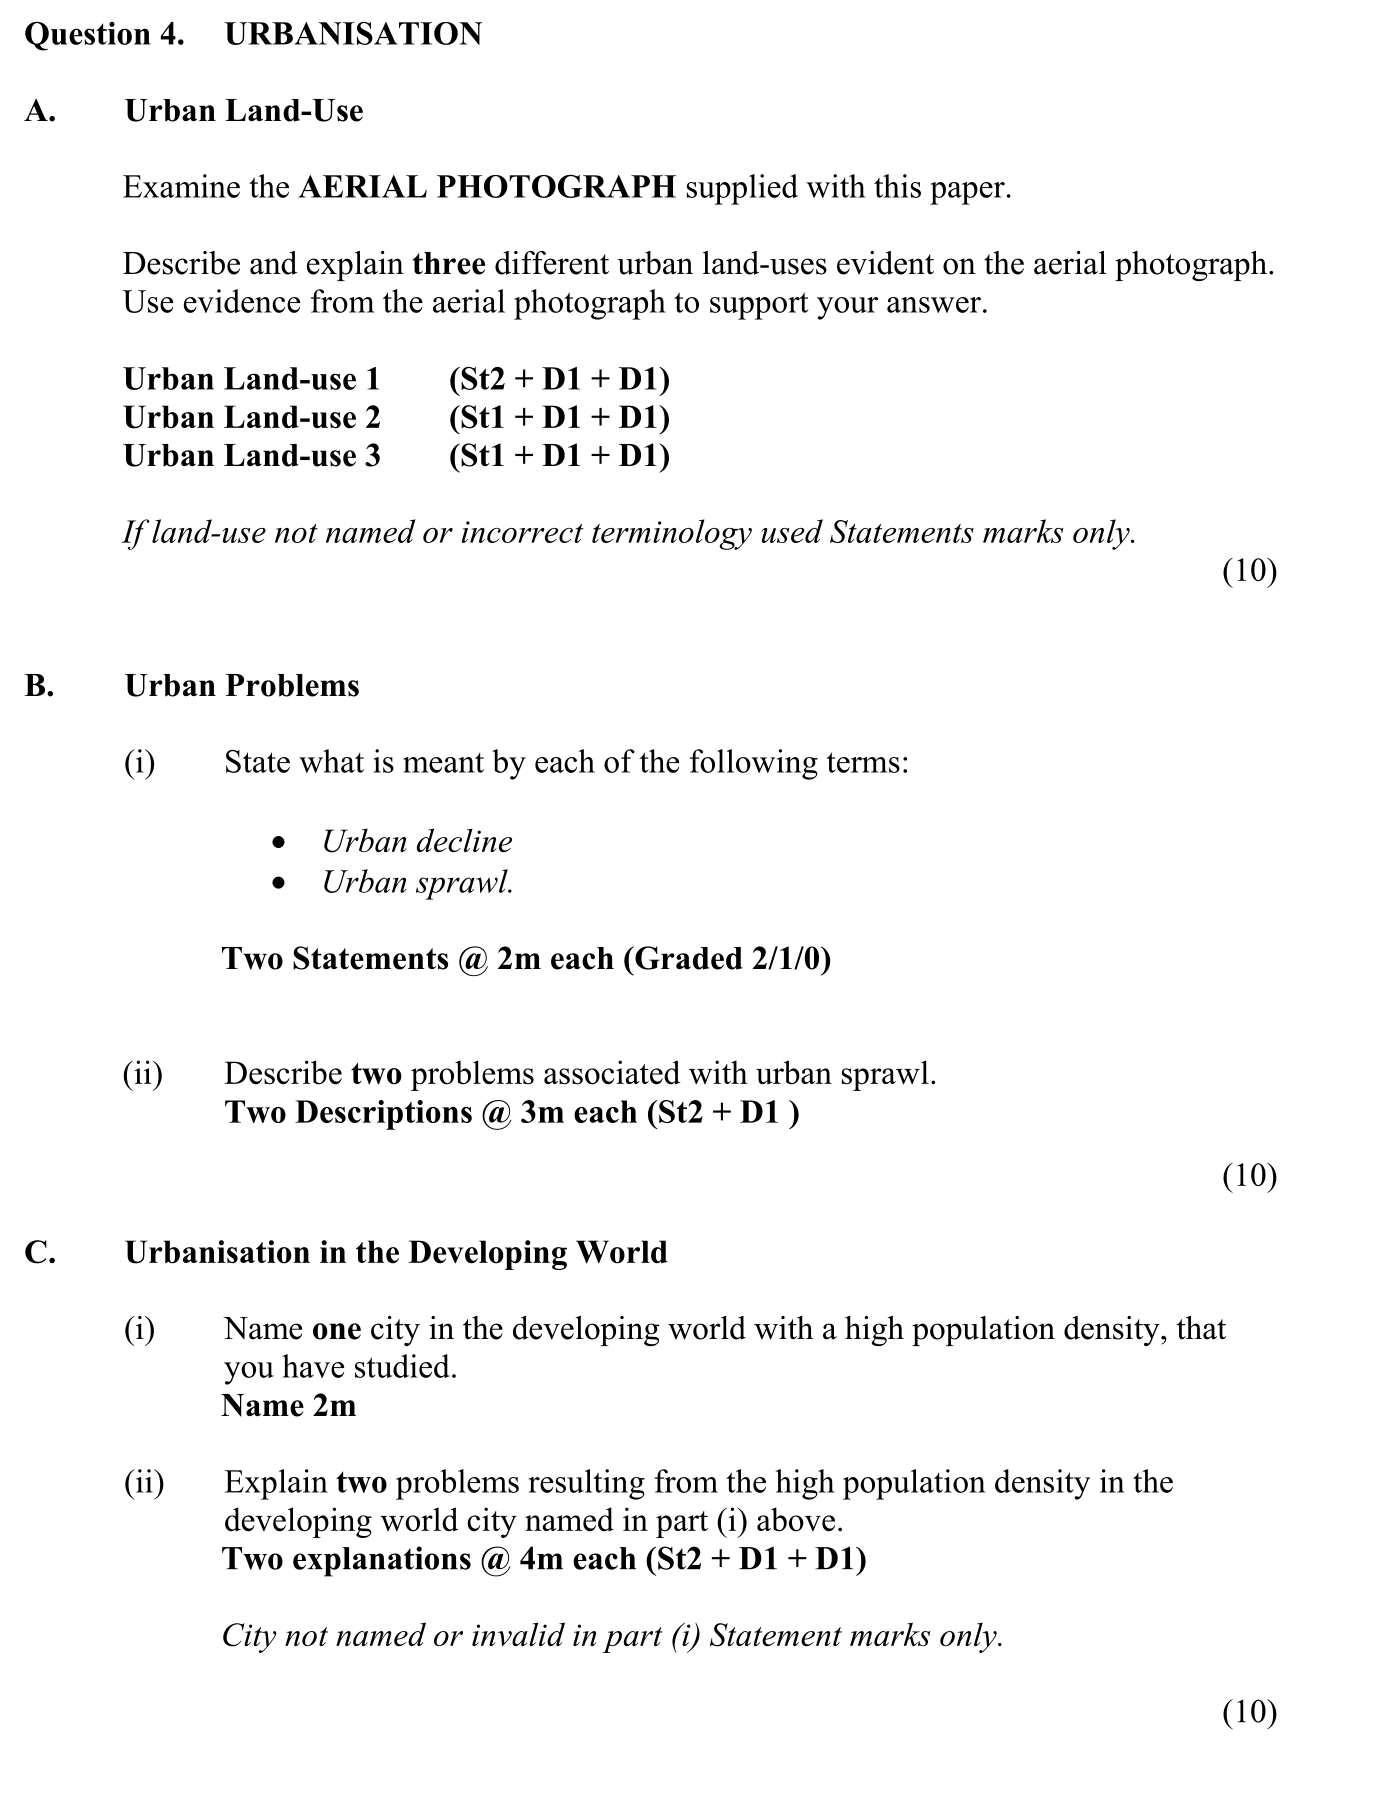 Question 4. URBANISATION
A. Urban Land-Use
Examine the AERIAL PHOTOGRAPH supplied with this paper.
Describe and explain three different urban land-uses evident on the aerial photograph.
Use evidence from the aerial photograph to support your answer.
Urban Land-use 1 (St2 + D1 + D1)
Urban Land-use 2 (St1 + D1 + D1)
Urban Land-use 3 (St1 + D1 + D1)
If land-use not named or incorrect terminology used Statements marks only.
(10)
B. Urban Problems
(i) State what is meant by each of the following terms:
• Urban decline
• Urban sprawl.
Two Statements @ 2m each (Graded 2/1/0)
(ii) Describe two problems associated with urban sprawl.
Two Descriptions @ 3m each (St2 + D1 )
(10)
C. Urbanisation in the Developing World
(i) Name one city in the developing world with a high population density, that
you have studied.
Name 2m
(ii) Explain two problems resulting from the high population density in the
developing world city named in part (i) above.
Two explanations @ 4m each (St2 + D1 + D1)
City not named or invalid in part (i) Statement marks only.
(10)